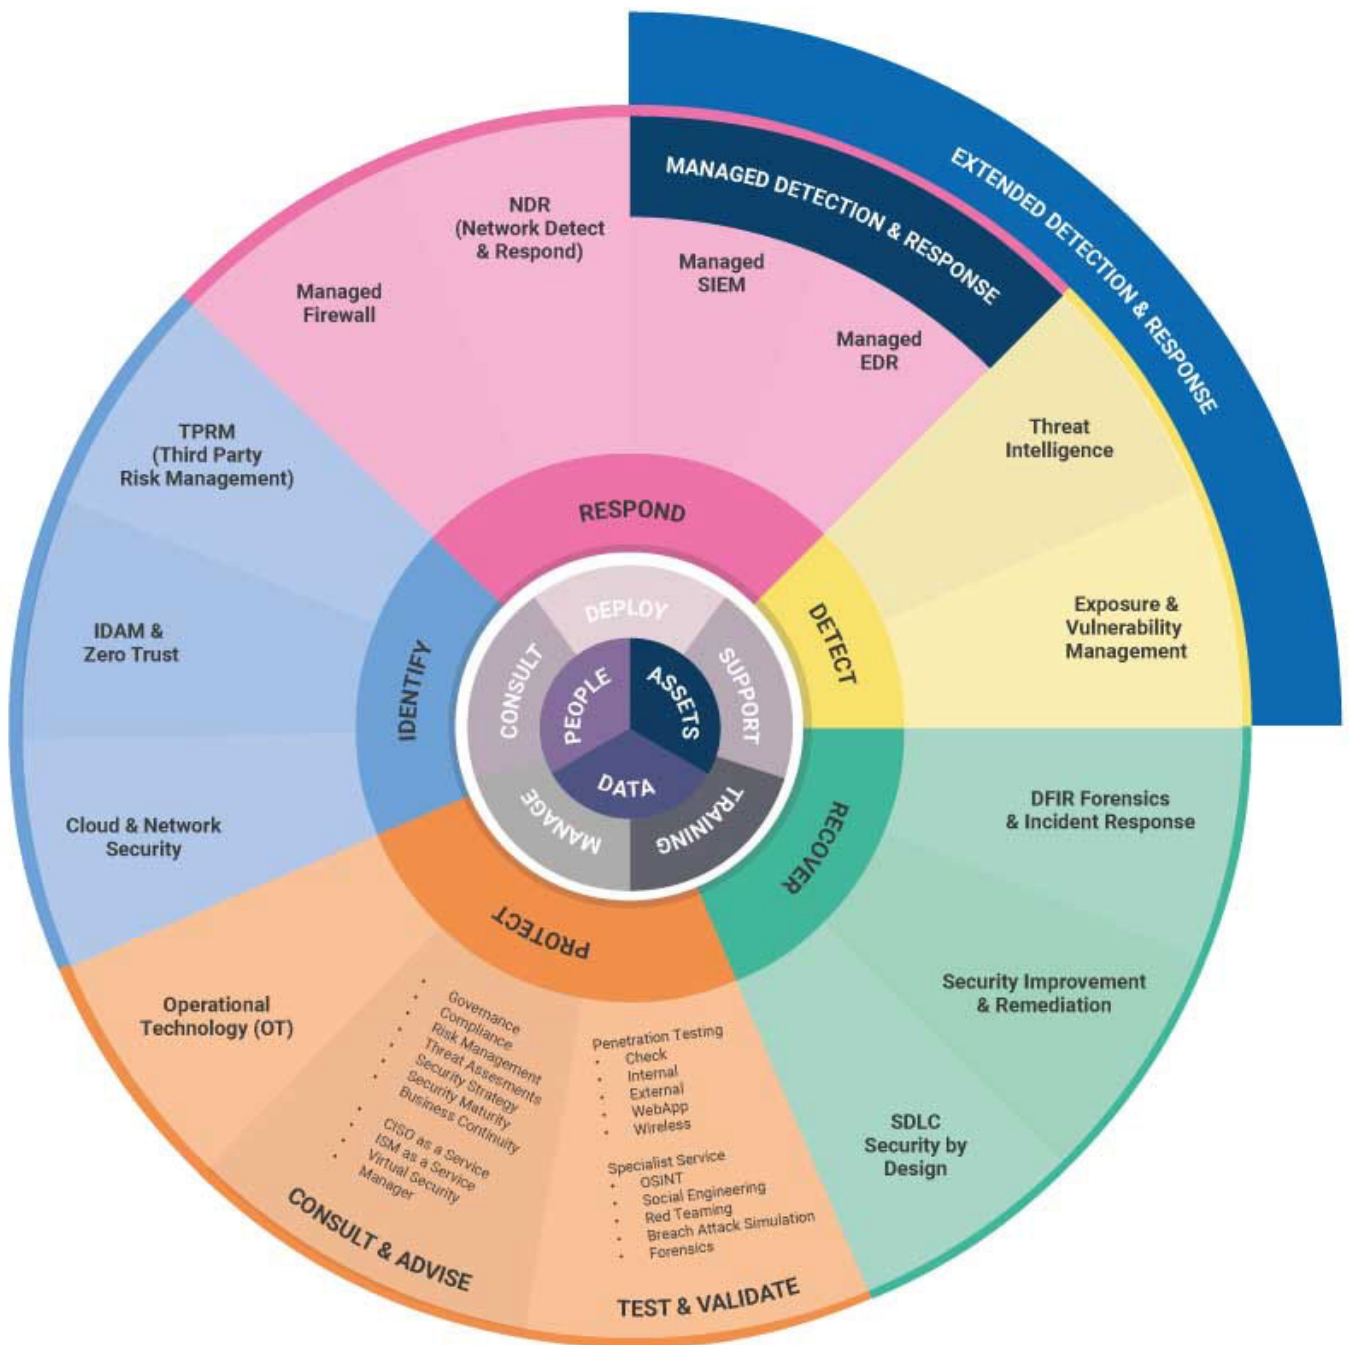 EXTENDED DETECTION & RESPONSE
MANAGED DETECTION & RESPONSE
NDR
(Network Detect
& Respond)
Managed
Firewall
Managed
SIEM
Managed
EDR
Threat
Intelligence
Exposure &
Vulnerability
Management
TPRM
(Third Party
Risk Management)
IDAM &
Zero Trust
Cloud & Network
Security
RESPOND
DETECT
IDENTIFY
RECOVER
PROTECT
DEPLOY
SUPPORT
CONSULT
MANAGE
TRAINING
PEOPLE
ASSETS
DATA
DFIR Forensics
& Incident Response
Security Improvement
& Remediation
SDLC
Security by
Design
Operational
Technology (OT)
• Governance
• Compliance
• Risk Management
• Threat Assesments
• Security Strategy
• Security Maturity
• Business Continuity
• CISO as a Service
• ISM as a Service
• Virtual Security
• Manager
CONSULT & ADVISE
Penetration Testing
• Check
• Internal
• External
• WebApp
• Wireless
Specialist Service
• OSINT
• Social Engineering
• Red Teaming
• Breach Attack Simulation
• Forensics
TEST & VALIDATE